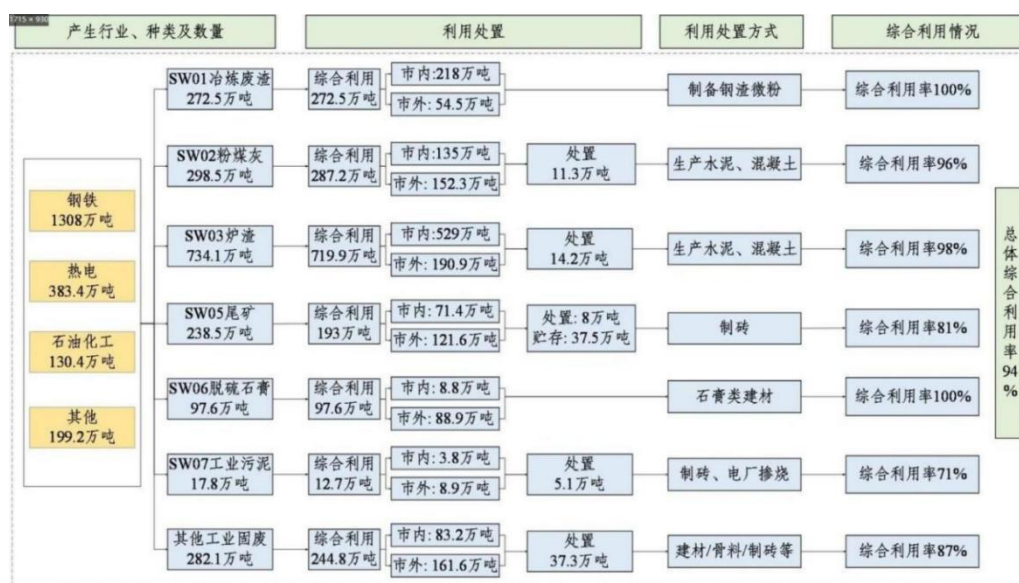 1715 × 930
产生行业、种类及数量
利用处置
利用处置方式
综合利用情况
钢铁
1308万吨
热电
383.4万吨
石油化工
130.4万吨
其他
199.2万吨
SW01冶炼废渣
272.5万吨
综合利用
272.5万吨
市内:218万吨
市外: 54.5万吨
制备钢渣微粉
综合利用率100%
SW02粉煤灰
298.5万吨
综合利用
287.2万吨
市内:135万吨
市外: 152.3万吨
处置
11.3万吨
生产水泥、混凝土
综合利用率96%
SW03炉渣
734.1万吨
综合利用
719.9万吨
市内:529万吨
市外: 190.9万吨
处置
14.2万吨
生产水泥、混凝土
综合利用率98%
SW05尾矿
238.5万吨
综合利用
193万吨
市内: 71.4万吨
市外: 121.6万吨
处置: 8万吨
贮存: 37.5万吨
制砖
综合利用率81%
SW06脱硫石膏
97.6万吨
综合利用
97.6万吨
市内: 8.8万吨
市外: 88.9万吨
石膏类建材
综合利用率100%
SW07工业污泥
17.8万吨
综合利用
12.7万吨
市内: 3.8万吨
市外: 8.9万吨
处置
5.1万吨
制砖、电厂掺烧
综合利用率71%
其他工业固废
282.1万吨
综合利用
244.8万吨
市内: 83.2万吨
市外: 161.6万吨
处置
37.3万吨
建材/骨料/制砖等
综合利用率87%
总体综合利用率94%